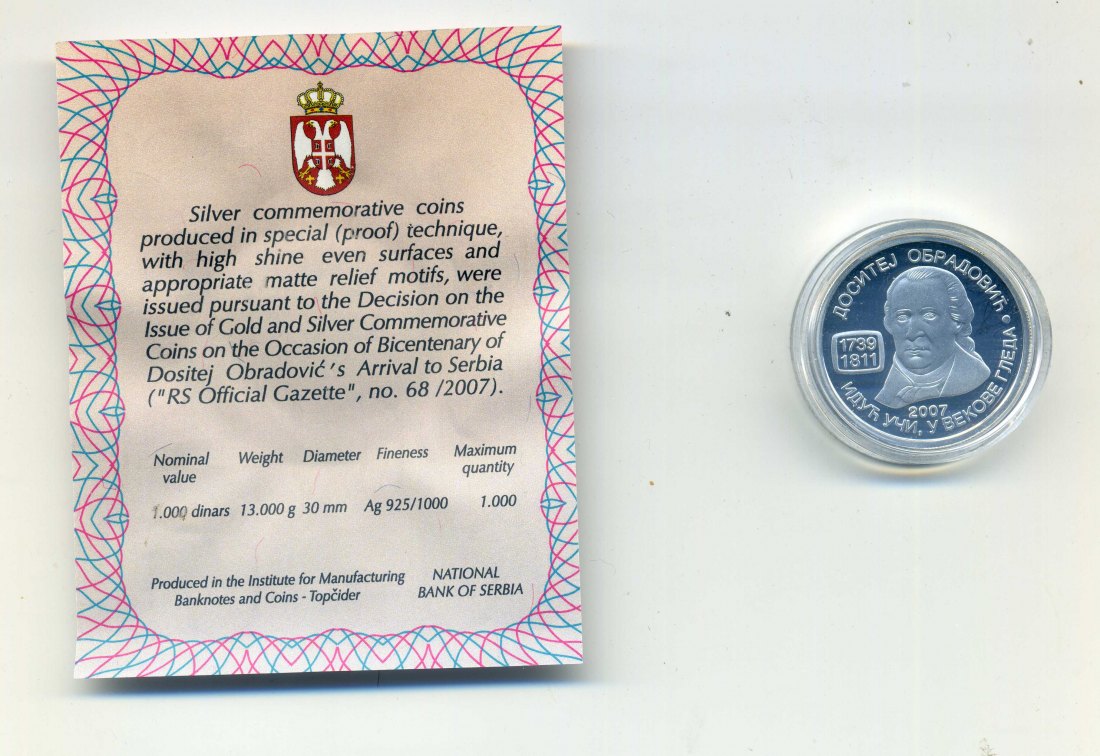 Silver commemorative coins
produced in special (proof) technique,
with high shine even surfaces and
appropriate matte relief motifs, were
issued pursuant to the Decision on the
Issue of Gold and Silver Commemorative
Coins on the Occasion of Bicentenary of
Dositej Obradović's Arrival to Serbia
("RS Official Gazette", no. 68 /2007).
Nominal value Weight Diameter Fineness Maximum quantity
1.000 dinars 13.000 g 30 mm Ag 925/1000 1.000
Produced in the Institute for Manufacturing
Banknotes and Coins - Topčider
NATIONAL
BANK OF SERBIA
ДОСИТЕЈ ОБРАДОВИЋ •
1739
1811
2007
ИДУЋ УЧИ, У ВЕКОВЕ ГЛЕДА